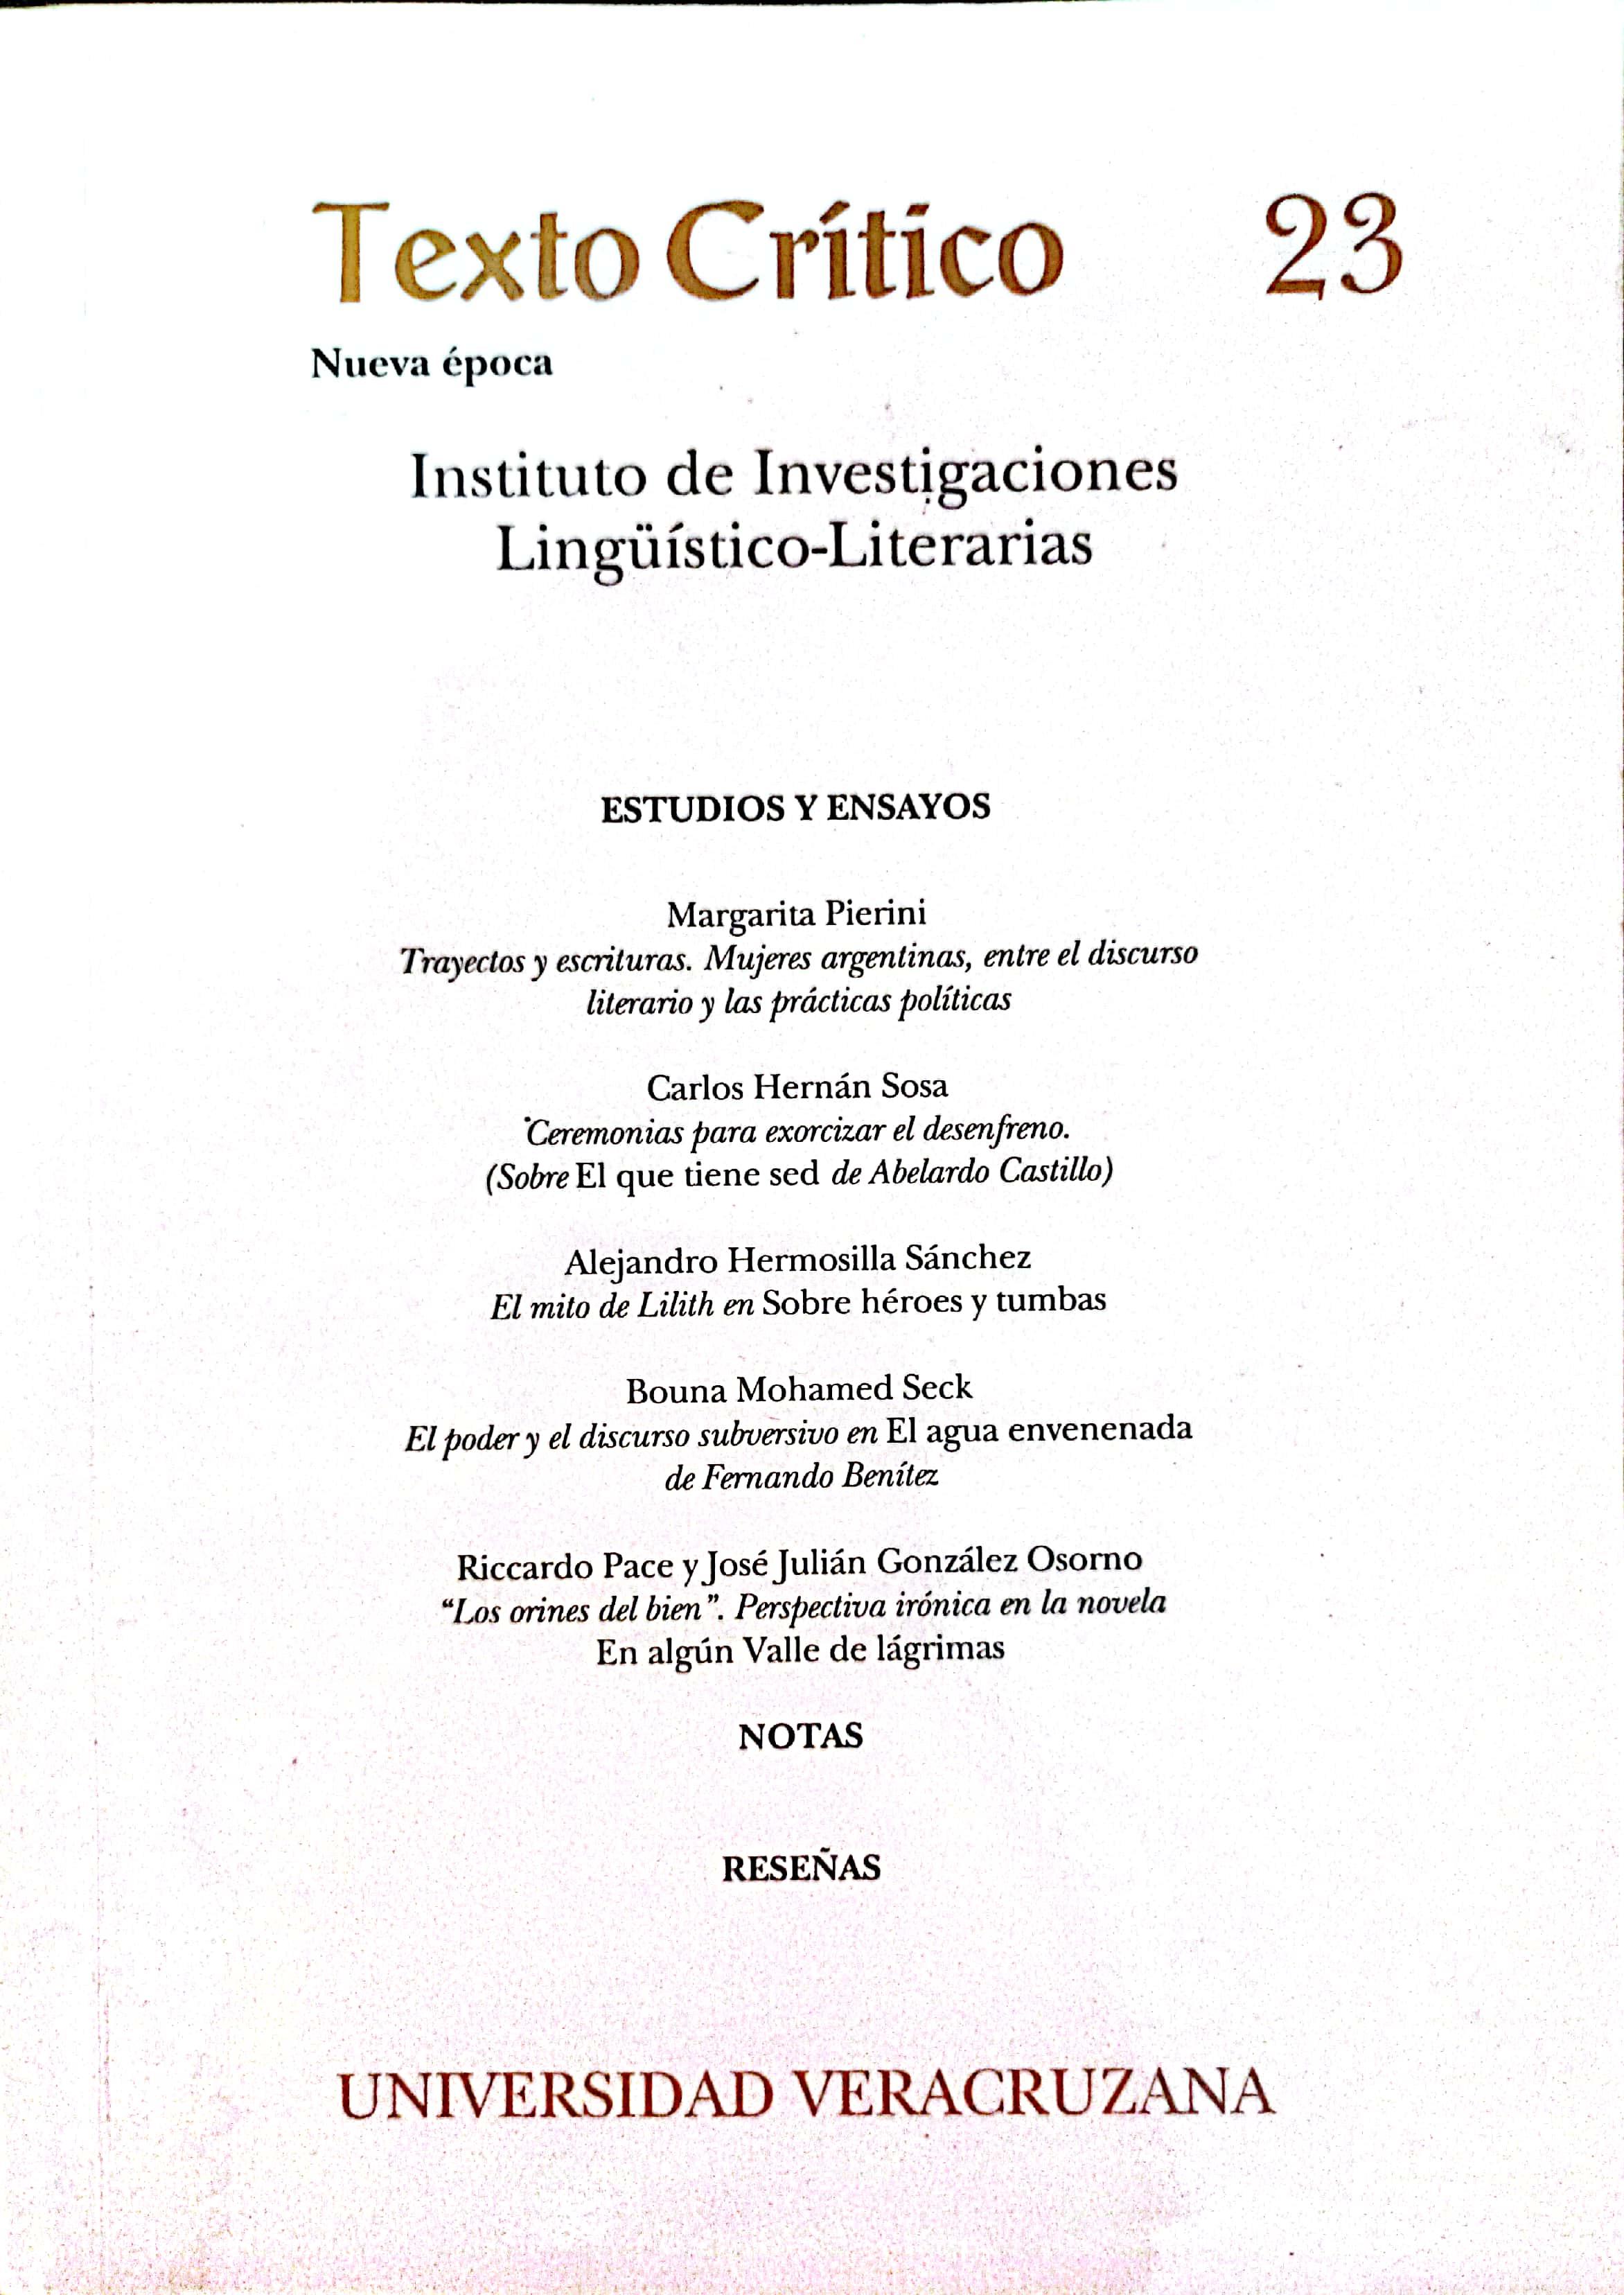 Texto Crítico 23
Nueva época
Instituto de Investigaciones
Lingüístico-Literarias
ESTUDIOS Y ENSAYOS
Margarita Pierini
Trayectos y escrituras. Mujeres argentinas, entre el discurso
literario y las prácticas políticas
Carlos Hernán Sosa
Ceremonias para exorcizar el desenfreno.
(Sobre El que tiene sed de Abelardo Castillo)
Alejandro Hermosilla Sánchez
El mito de Lilith en Sobre héroes y tumbas
Bouna Mohamed Seck
El poder y el discurso subversivo en El agua envenenada
de Fernando Benítez
Riccardo Pace y José Julián González Osorno
“Los orines del bien”. Perspectiva irónica en la novela
En algún Valle de lágrimas
NOTAS
RESEÑAS
UNIVERSIDAD VERACRUZANA